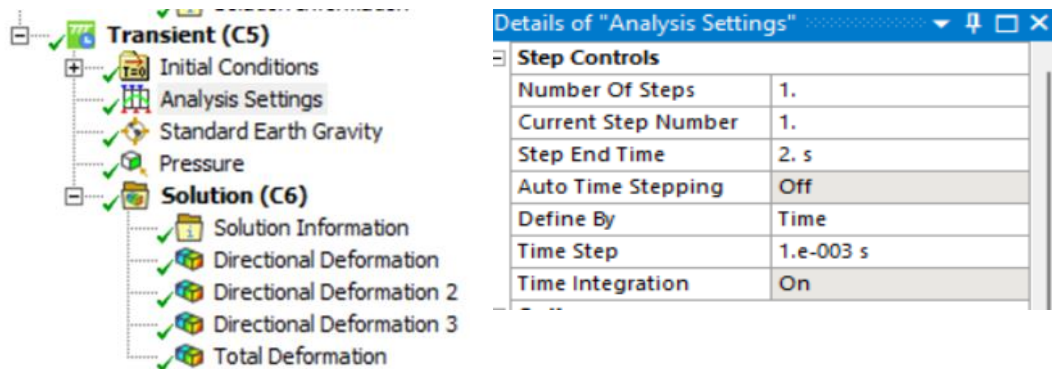 Transient (C5)
T=0 Initial Conditions
Analysis Settings
Standard Earth Gravity
Pressure
Solution (C6)
Solution Information
Directional Deformation
Directional Deformation 2
Directional Deformation 3
Total Deformation
Details of "Analysis Settings"
Step Controls
Number Of Steps 1.
Current Step Number 1.
Step End Time 2. s
Auto Time Stepping Off
Define By Time
Time Step 1.e-003 s
Time Integration On